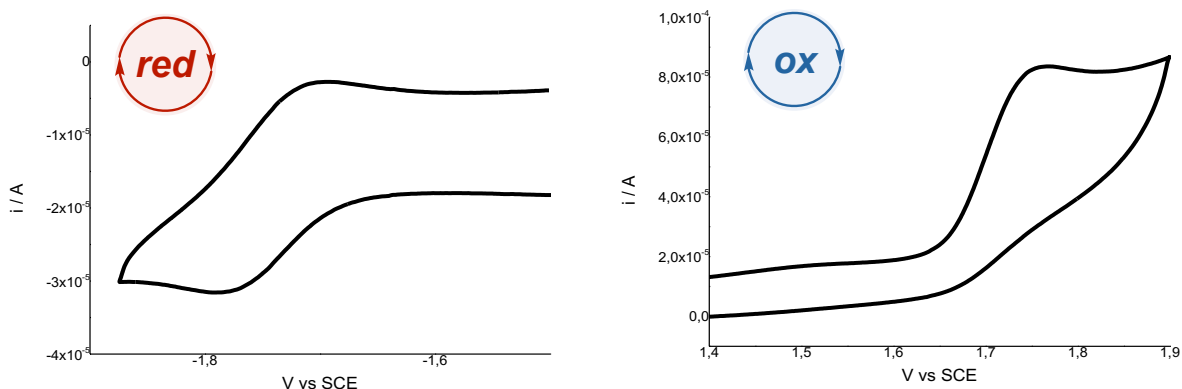 red
0
-1x10⁻⁵
-2x10⁻⁵
-3x10⁻⁵
-4x10⁻⁵
i / A
-1,8
-1,6
V vs SCE
ox
1,0x10⁻⁴
8,0x10⁻⁵
6,0x10⁻⁵
4,0x10⁻⁵
2,0x10⁻⁵
0,0
i / A
1,4
1,5
1,6
1,7
1,8
1,9
V vs SCE